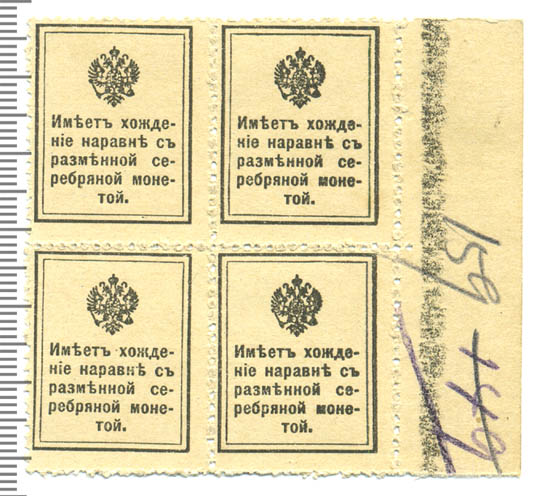 Имѣетъ хожде-
ніе наравнѣ съ
размѣнной се-
ребряной моне-
той.
Имѣетъ хожде-
ніе наравнѣ съ
размѣнной се-
ребряной моне-
той.
Имѣетъ хожде-
ніе наравнѣ съ
размѣнной се-
ребряной моне-
той.
Имѣетъ хожде-
ніе наравнѣ съ
размѣнной се-
ребряной моне-
той.
159